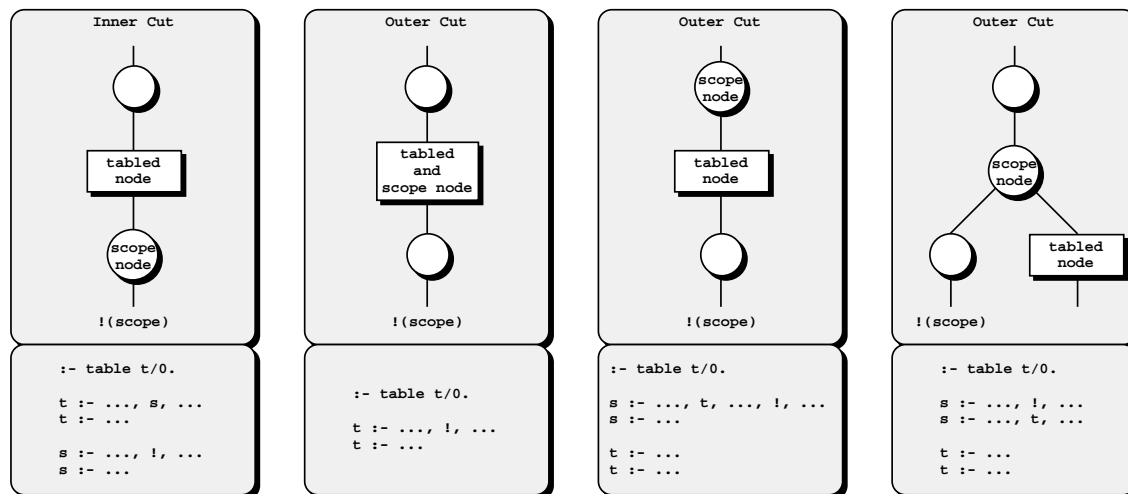 Inner Cut
tabled
node
scope
node
!(scope)
:- table t/0.
t :- ..., s, ...
t :- ...
s :- ..., !, ...
s :- ...
Outer Cut
tabled
and
scope node
!(scope)
:- table t/0.
t :- ..., !, ...
t :- ...
Outer Cut
scope
node
tabled
node
!(scope)
:- table t/0.
s :- ..., t, ..., !, ...
s :- ...
t :- ...
t :- ...
Outer Cut
scope
node
tabled
node
!(scope)
:- table t/0.
s :- ..., !, ...
s :- ..., t, ...
t :- ...
t :- ...